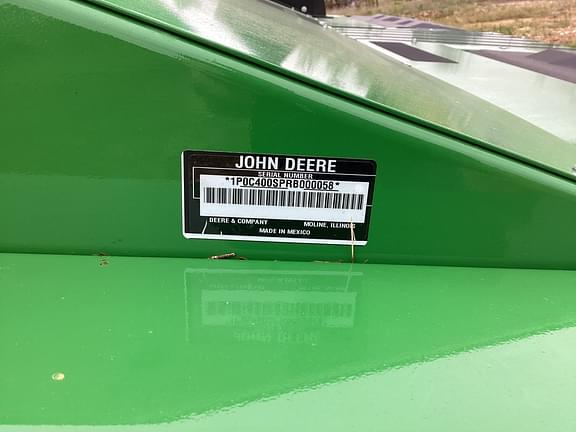 JOHN DEERE
SERIAL NUMBER
*1P0C400SPRB000058*
DEERE & COMPANY MOLINE, ILLINOIS
MADE IN MEXICO